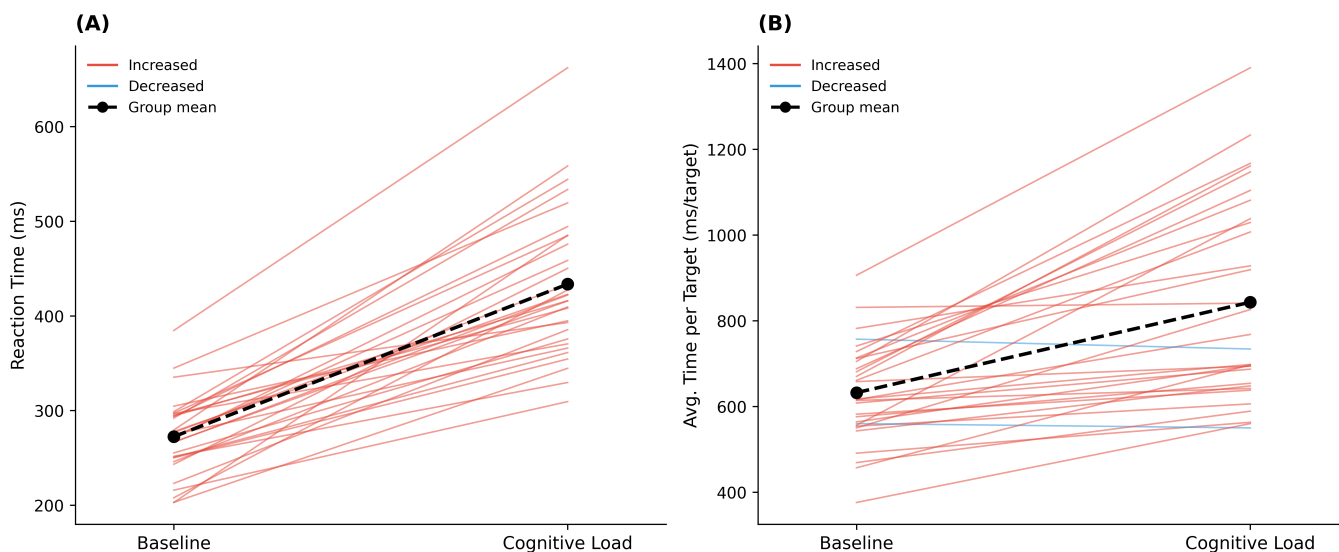 (A)
Reaction Time (ms)
600
500
400
300
200
Increased
Decreased
Group mean
Baseline
Cognitive Load
(B)
Avg. Time per Target (ms/target)
1400
1200
1000
800
600
400
Increased
Decreased
Group mean
Baseline
Cognitive Load